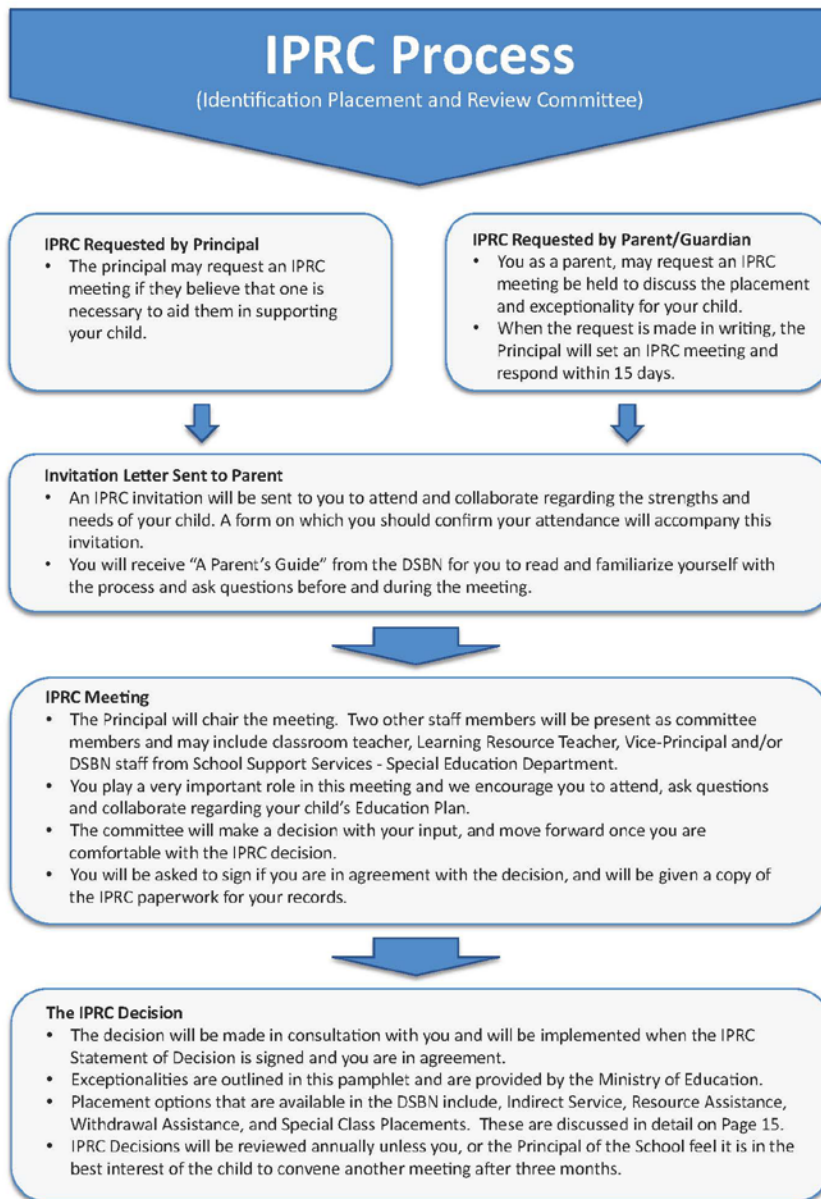 IPRC Process
(Identification Placement and Review Committee)
IPRC Requested by Principal
• The principal may request an IPRC
meeting if they believe that one is
necessary to aid them in supporting
your child.
IPRC Requested by Parent/Guardian
• You as a parent, may request an IPRC
meeting be held to discuss the placement
and exceptionality for your child.
• When the request is made in writing, the
Principal will set an IPRC meeting and
respond within 15 days.
Invitation Letter Sent to Parent
• An IPRC invitation will be sent to you to attend and collaborate regarding the strengths and
needs of your child. A form on which you should confirm your attendance will accompany this
invitation.
• You will receive “A Parent’s Guide” from the DSBN for you to read and familiarize yourself with
the process and ask questions before and during the meeting.
IPRC Meeting
• The Principal will chair the meeting. Two other staff members will be present as committee
members and may include classroom teacher, Learning Resource Teacher, Vice-Principal and/or
DSBN staff from School Support Services - Special Education Department.
• You play a very important role in this meeting and we encourage you to attend, ask questions
and collaborate regarding your child’s Education Plan.
• The committee will make a decision with your input, and move forward once you are
comfortable with the IPRC decision.
• You will be asked to sign if you are in agreement with the decision, and will be given a copy of
the IPRC paperwork for your records.
The IPRC Decision
• The decision will be made in consultation with you and will be implemented when the IPRC
Statement of Decision is signed and you are in agreement.
• Exceptionalities are outlined in this pamphlet and are provided by the Ministry of Education.
• Placement options that are available in the DSBN include, Indirect Service, Resource Assistance,
Withdrawal Assistance, and Special Class Placements. These are discussed in detail on Page 15.
• IPRC Decisions will be reviewed annually unless you, or the Principal of the School feel it is in the
best interest of the child to convene another meeting after three months.